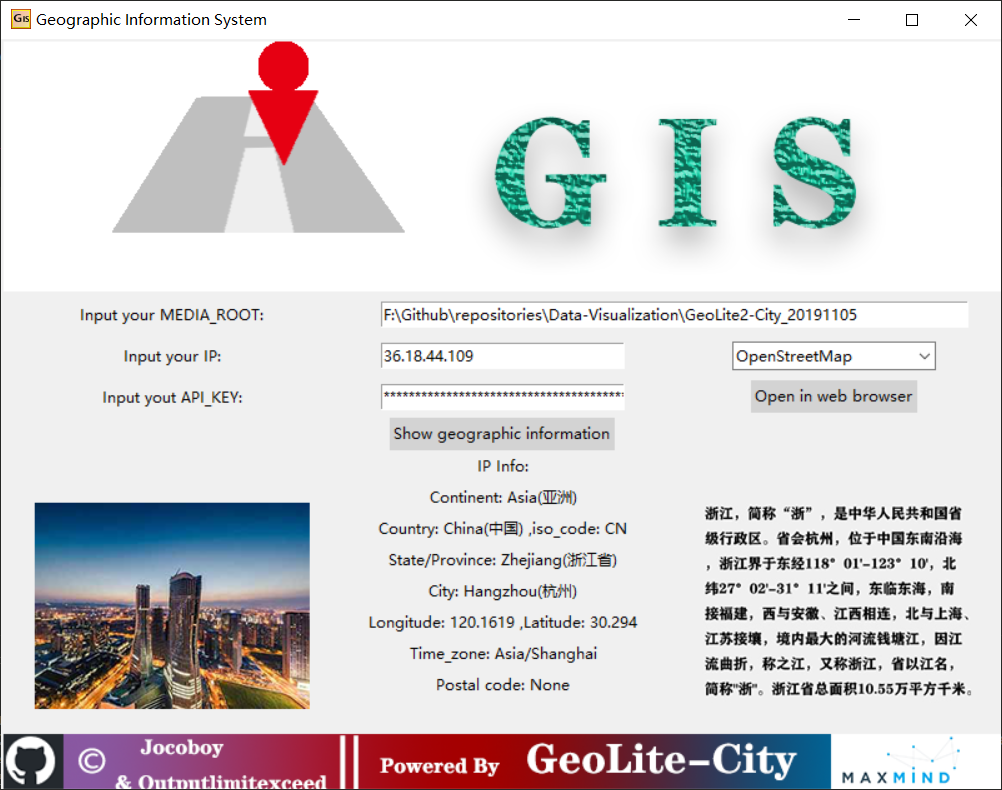 Gis Geographic Information System
G I S
Input your MEDIA_ROOT:
F:\Github\repositories\Data-Visualization\GeoLite2-City_20191105
Input your IP:
36.18.44.109
OpenStreetMap
Input yout API_KEY:
****************************************
Open in web browser
Show geographic information
IP Info:
Continent: Asia(亚洲)
Country: China(中国) ,iso_code: CN
State/Province: Zhejiang(浙江省)
City: Hangzhou(杭州)
Longitude: 120.1619 ,Latitude: 30.294
Time_zone: Asia/Shanghai
Postal code: None
浙江，简称“浙”，是中华人民共和国省
级行政区。省会杭州，位于中国东南沿海
，浙江界于东经118°01'-123°10'，北
纬27°02'-31°11'之间，东临东海，南
接福建，西与安徽、江西相连，北与上海、
江苏接壤，境内最大的河流钱塘江，因江
流曲折，称之江，又称浙江，省以江名，
简称"浙"。浙江省总面积10.55万平方千米。
© Jocoboy
& Outputlimitexceed
Powered By GeoLite-City
MAXMIND